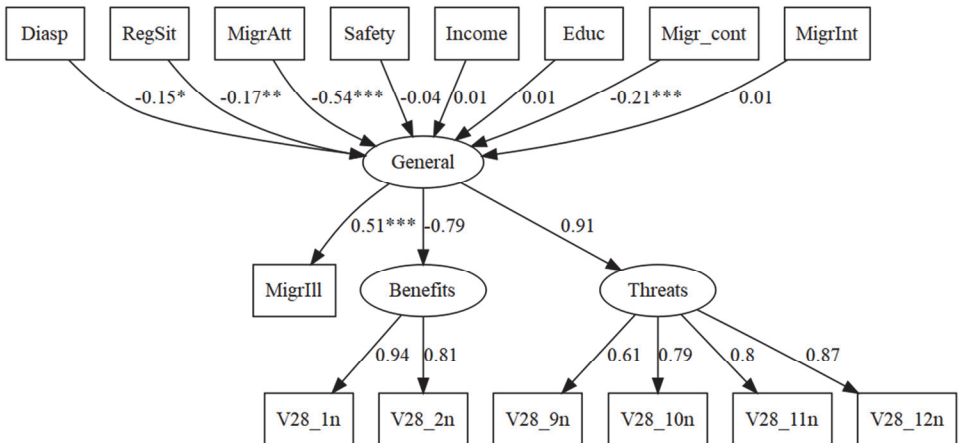 Diasp RegSit MigrAtt Safety Income Educ Migr_cont MigrInt
-0.15* -0.17** -0.54*** -0.04 0.01 0.01 -0.21*** 0.01
General
0.51*** -0.79 0.91
MigrIll Benefits Threats
0.94 0.81 0.61 0.79 0.8 0.87
V28_1n V28_2n V28_9n V28_10n V28_11n V28_12n